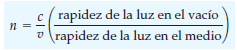 n = c/v (rapidez de la luz en el vacío / rapidez de la luz en el medio)